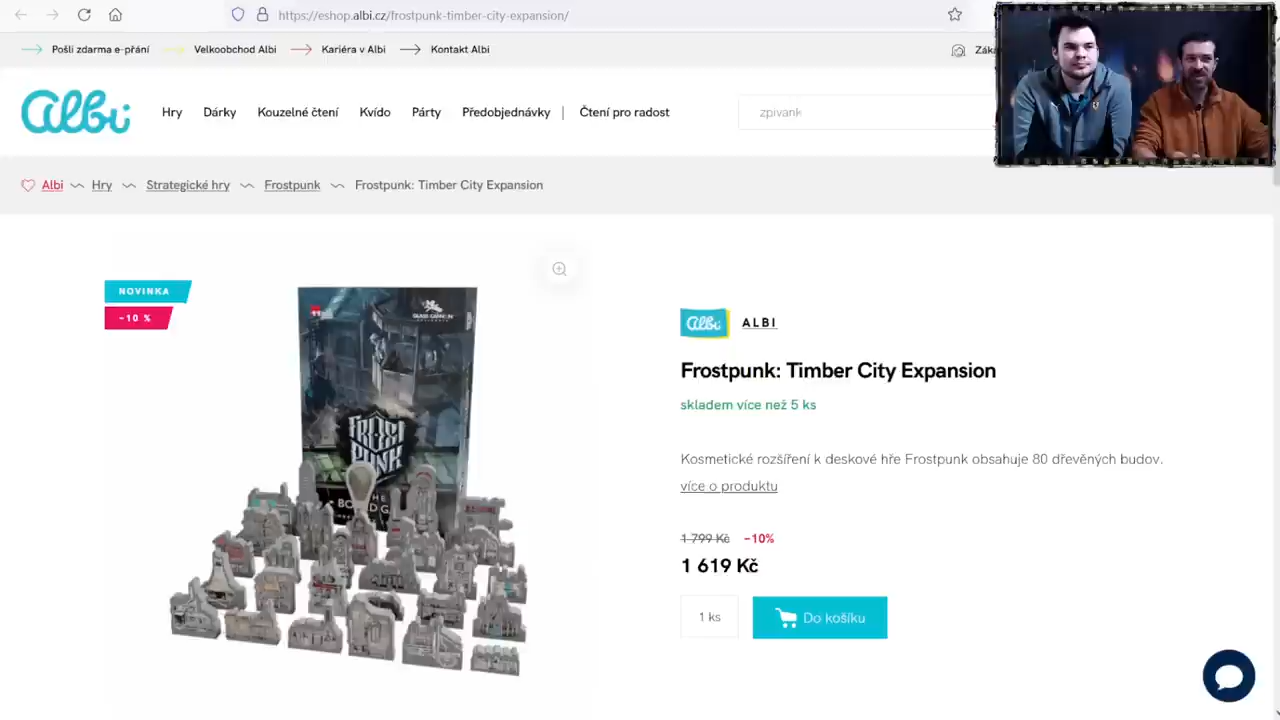 https://eshop.albi.cz/frostpunk-timber-city-expansion/
Pošli zdarma e-přání
Velkoobchod Albi
Kariéra v Albi
Kontakt Albi
albi
Hry
Dárky
Kouzelné čtení
Kvído
Párty
Předobjednávky
Čtení pro radost
zpívank
Albi
Hry
Strategické hry
Frostpunk
Frostpunk: Timber City Expansion
NOVINKA
-10 %
FROST
PUNK
albi
ALBI
Frostpunk: Timber City Expansion
skladem více než 5 ks
Kosmetické rozšíření k deskové hře Frostpunk obsahuje 80 dřevěných budov.
více o produktu
1 799 Kč
-10%
1 619 Kč
1 ks
Do košíku